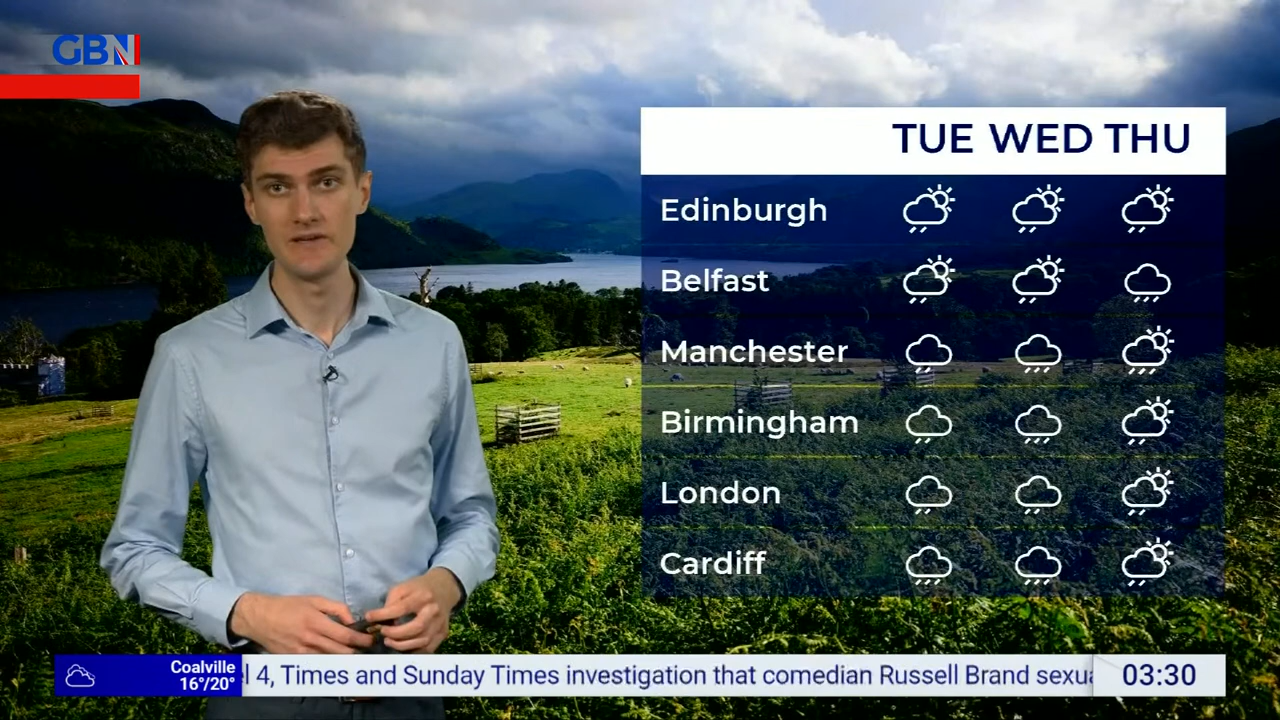 GBN
TUE WED THU
Edinburgh
Belfast
Manchester
Birmingham
London
Cardiff
Coalville
16°/20°
4, Times and Sunday Times investigation that comedian Russell Brand
03:30